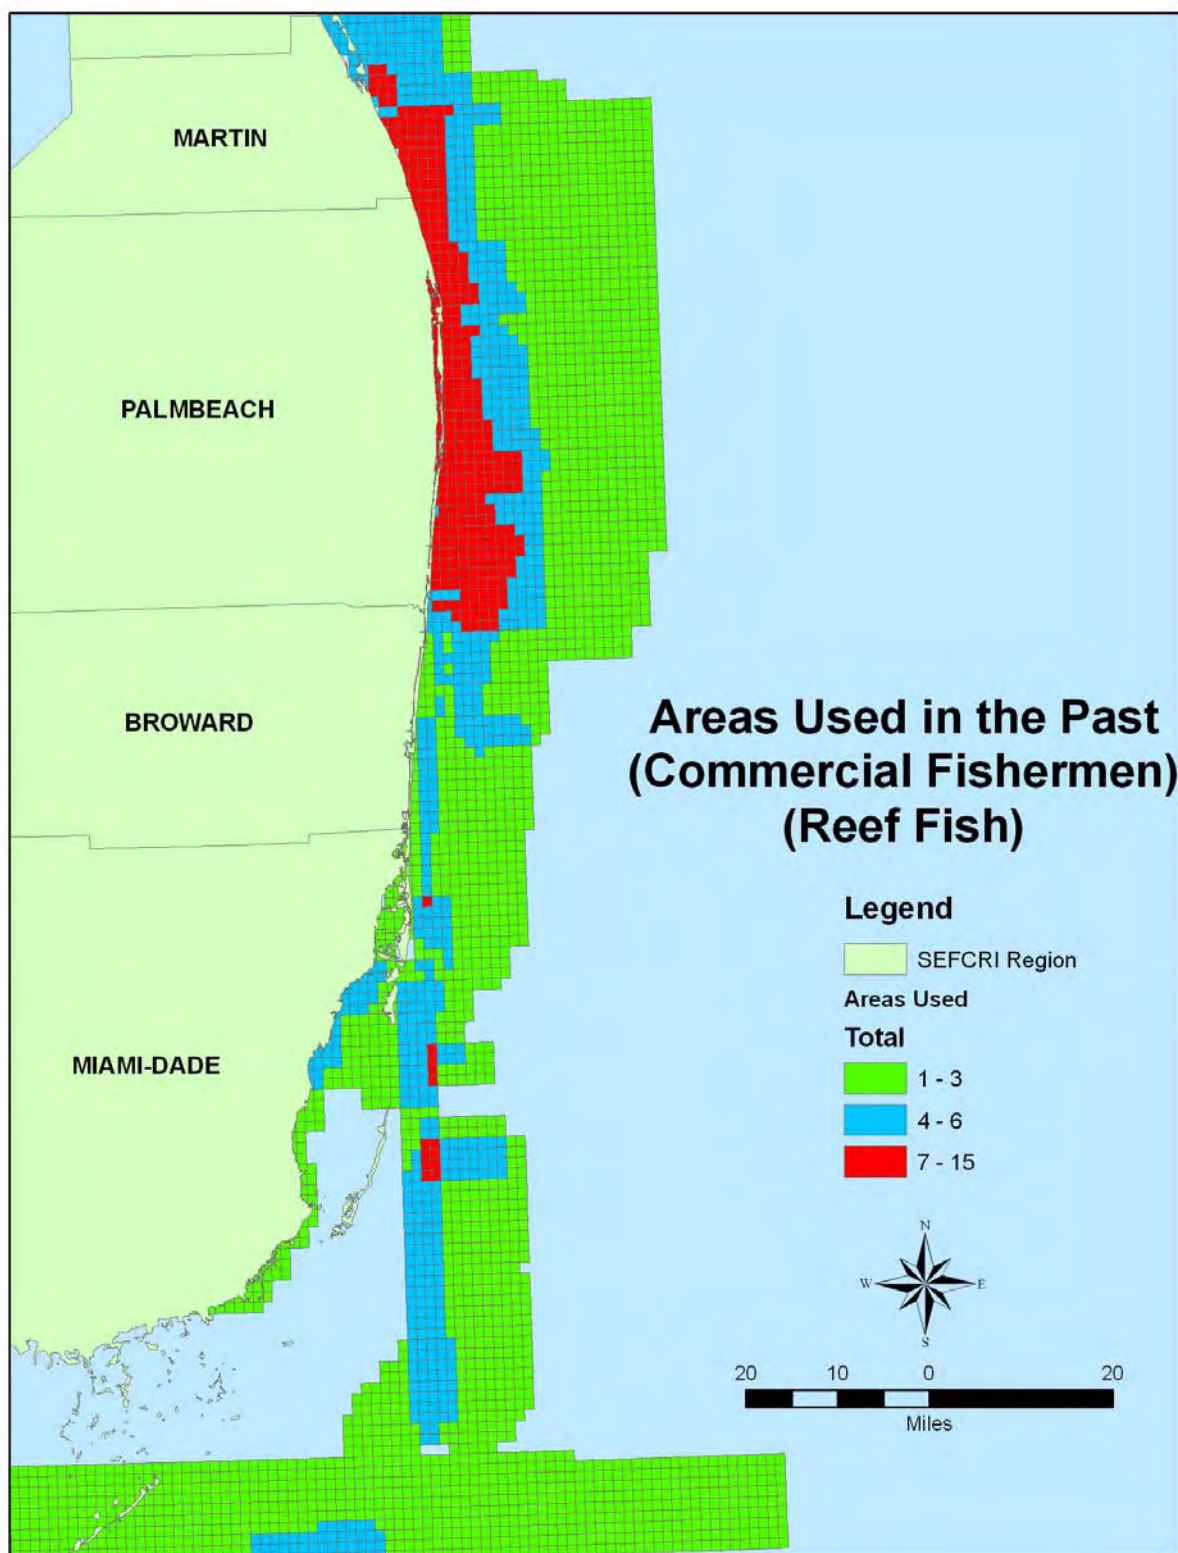 MARTIN
PALMBEACH
BROWARD
MIAMI-DADE
Areas Used in the Past
(Commercial Fishermen)
(Reef Fish)
Legend
SEFCRI Region
Areas Used
Total
1 - 3
4 - 6
7 - 15
N
W E
S
20 10 0 20
Miles